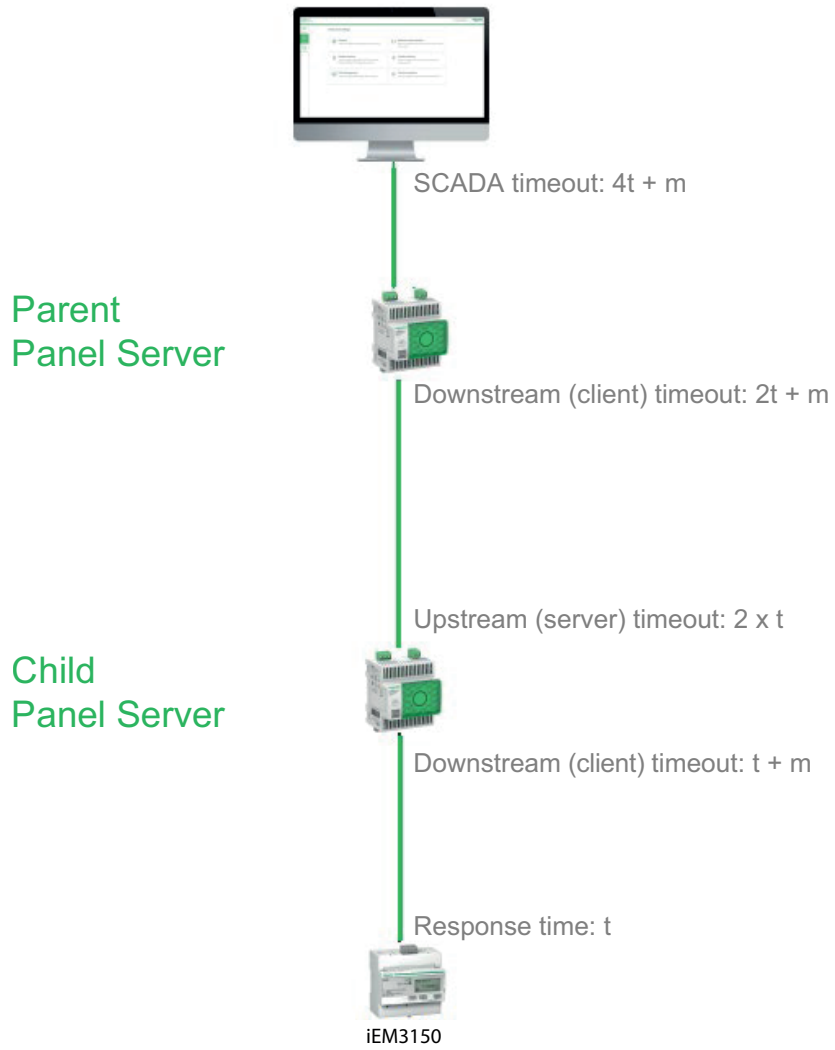 SCADA timeout: 4t + m
Parent
Panel Server
Downstream (client) timeout: 2t + m
Upstream (server) timeout: 2 x t
Child
Panel Server
Downstream (client) timeout: t + m
Response time: t
iEM3150